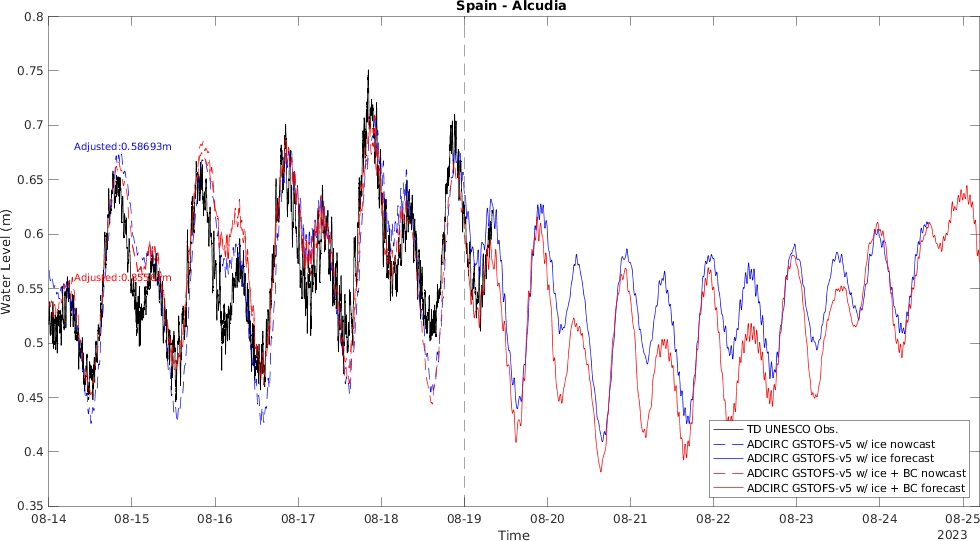 Spain - Alcudia
0.8
0.75
0.7
0.65
0.6
0.55
0.5
0.45
0.4
0.35
Water Level (m)
Adjusted:0.58693m
08-14
08-15
08-16
08-17
08-18
08-19
08-20
08-21
08-22
08-23
08-24
08-25
Time
2023
TD UNESCO Obs.
ADCIRC GSTOFS-v5 w/ ice nowcast
ADCIRC GSTOFS-v5 w/ ice forecast
ADCIRC GSTOFS-v5 w/ ice + BC nowcast
ADCIRC GSTOFS-v5 w/ ice + BC forecast